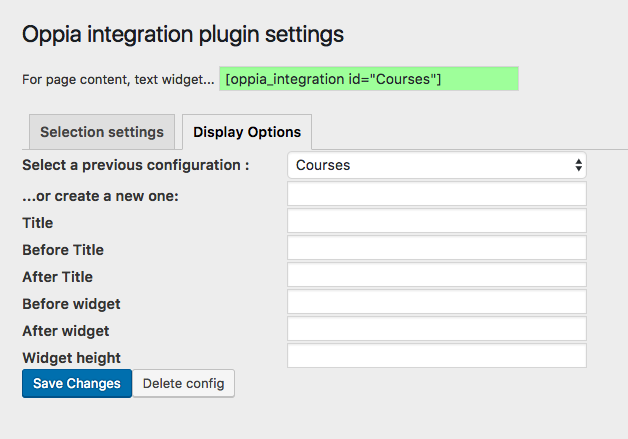 Oppia integration plugin settings
For page content, text widget... [oppia_integration id="Courses"]
Selection settings Display Options
Select a previous configuration : Courses
...or create a new one:
Title
Before Title
After Title
Before widget
After widget
Widget height
Save Changes Delete config